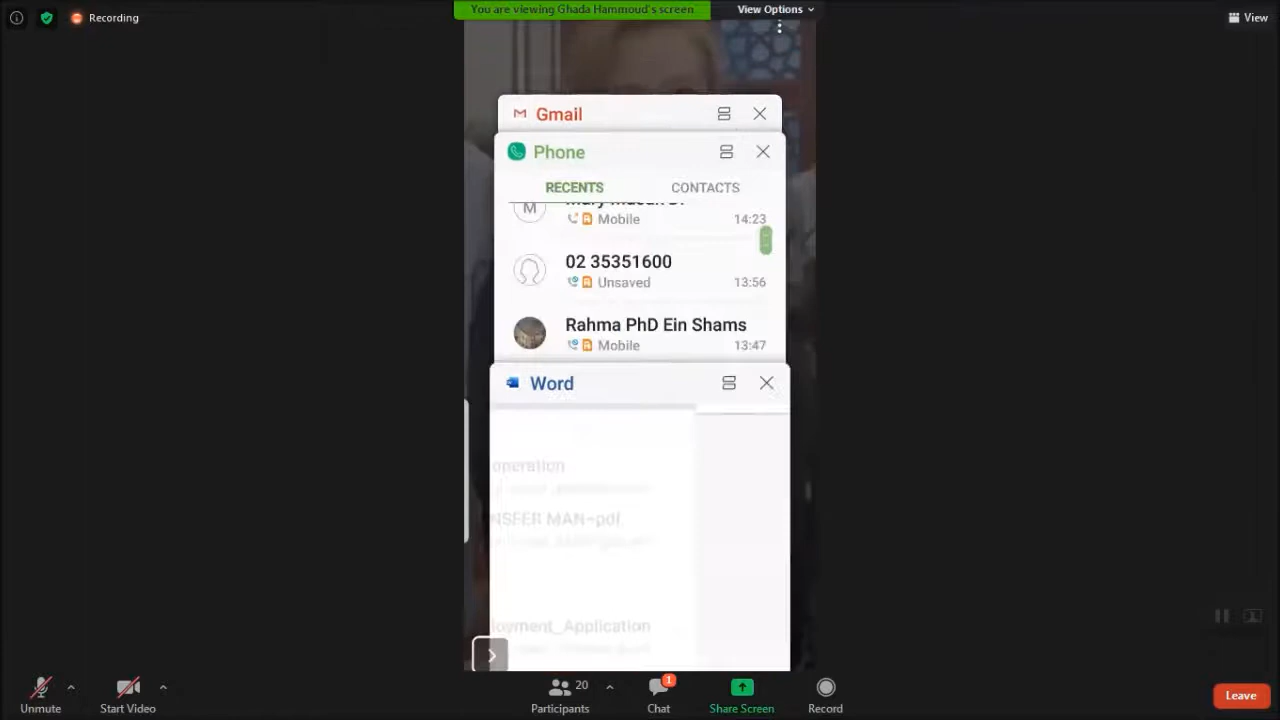 Recording
You are viewing Ghada Hammoud's screen
View Options
View
Gmail
Phone
RECENTS
CONTACTS
M
Mobile
14:23
02 35351600
Unsaved
13:56
Rahma PhD Ein Shams
Mobile
13:47
Word
operation
NSFER MAN-pdf
loyment_Application
Unmute
Start Video
20
Participants
1
Chat
Share Screen
Record
Leave